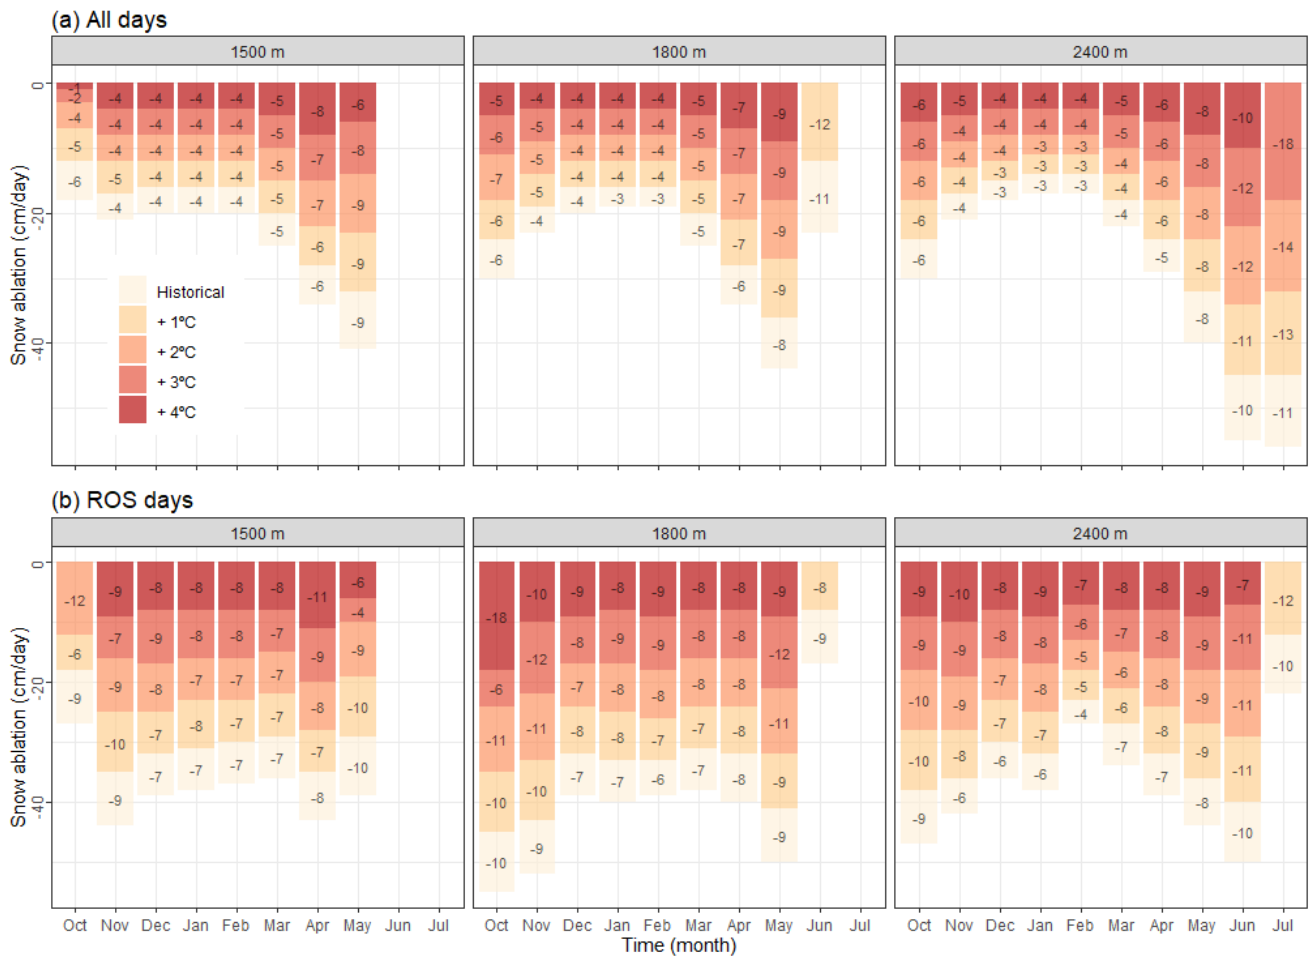 (a) All days
1500 m
1800 m
2400 m
Snow ablation (cm/day)
0
-20
-40
-1 -2 -4 -5 -6
-4 -4 -4 -5 -4
-4 -4 -4 -4 -4
-4 -4 -4 -4 -4
-4 -4 -4 -4 -4
-5 -5 -5 -5 -5
-8 -7 -7 -6 -6
-6 -8 -9 -9 -9
Historical
+ 1ºC
+ 2ºC
+ 3ºC
+ 4ºC
-5 -6 -7 -6 -6
-4 -5 -5 -5 -4
-4 -4 -4 -4 -4
-4 -4 -4 -4 -3
-4 -4 -4 -4 -3
-5 -5 -5 -5 -5
-7 -7 -7 -7 -6
-9 -9 -9 -9 -8
-12 -11
-6 -6 -6 -6 -6
-5 -4 -4 -4 -4
-4 -4 -4 -3 -3
-4 -4 -3 -3 -3
-4 -4 -3 -3 -3
-5 -5 -4 -4 -4
-6 -6 -6 -6 -5
-8 -8 -8 -8 -8
-10 -12 -12 -11 -10
-18 -14 -13 -11
(b) ROS days
1500 m
1800 m
2400 m
Snow ablation (cm/day)
0
-20
-40
-12 -6 -9
-9 -7 -9 -10 -9
-8 -9 -8 -7 -7
-8 -8 -7 -8 -7
-8 -8 -7 -7 -7
-8 -7 -7 -7 -7
-11 -9 -8 -7 -8
-6 -4 -9 -10 -10
-18 -6 -11 -10 -10
-10 -12 -11 -10 -9
-9 -8 -7 -8 -7
-8 -9 -8 -8 -7
-9 -9 -8 -7 -6
-8 -8 -8 -7 -7
-8 -8 -8 -8 -8
-9 -12 -11 -9 -9
-8 -9
-9 -9 -10 -10 -9
-10 -9 -9 -8 -6
-8 -8 -7 -7 -6
-9 -8 -8 -7 -6
-7 -6 -5 -5 -4
-8 -7 -6 -6 -7
-8 -8 -8 -8 -7
-9 -9 -9 -9 -8
-7 -11 -11 -11 -10
-12 -10
Oct Nov Dec Jan Feb Mar Apr May Jun Jul
Oct Nov Dec Jan Feb Mar Apr May Jun Jul
Oct Nov Dec Jan Feb Mar Apr May Jun Jul
Time (month)